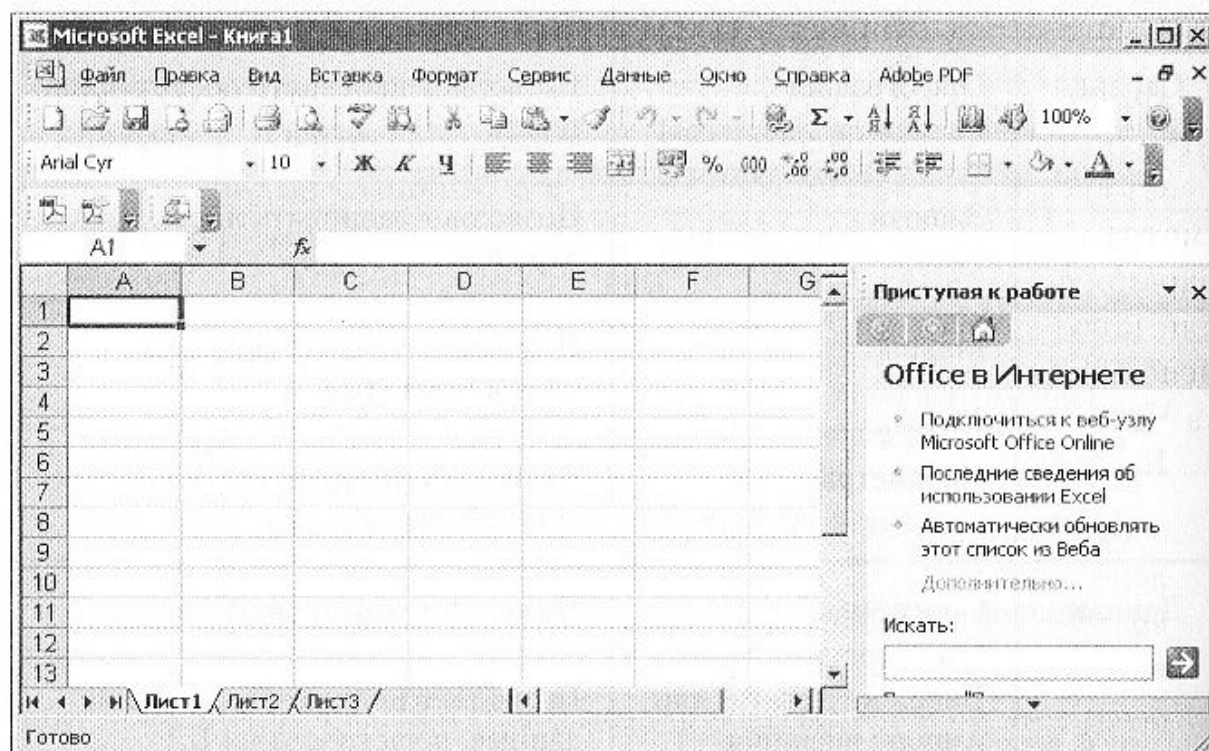 Microsoft Excel - Книга1
Файл Правка Вид Вставка Формат Сервис Данные Окно Справка Adobe PDF
100%
Arial Cyr 10 Ж К Ч % 000
A1 fx
A B C D E F G
1
2
3
4
5
6
7
8
9
10
11
12
13
Приступая к работе
Office в Интернете
Подключиться к веб-узлу
Microsoft Office Online
Последние сведения об
использовании Excel
Автоматически обновлять
этот список из Веба
Дополнительно...
Искать:
Лист1 Лист2 Лист3
Готово